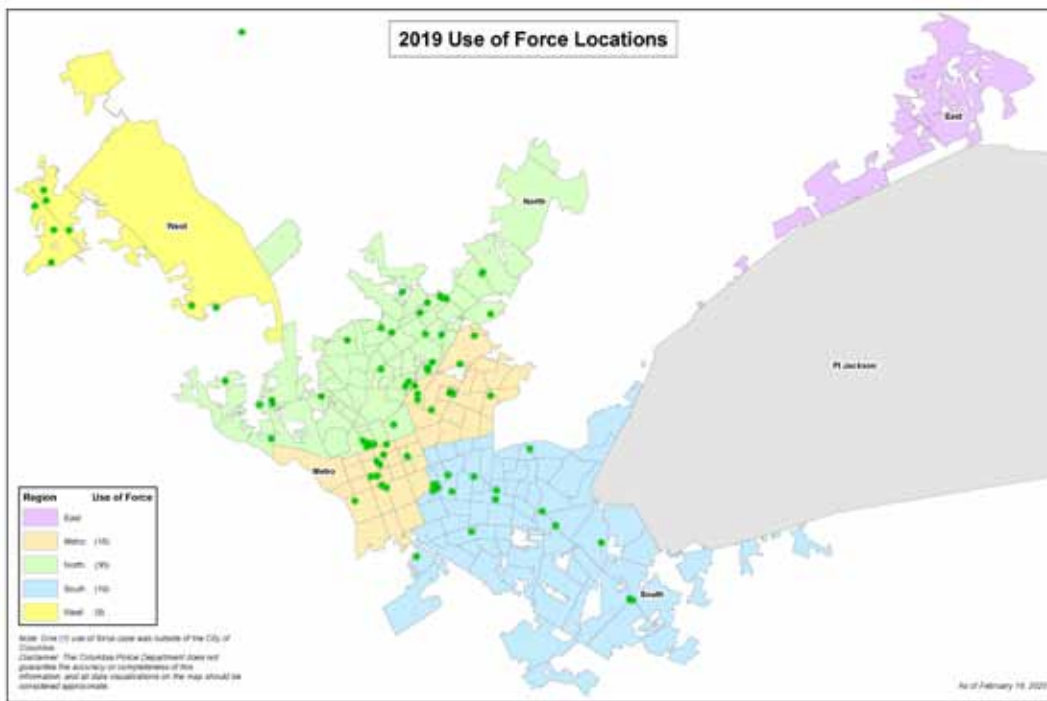 2019 Use of Force Locations
East
North
West
Ft Jackson
Metro
South
Region Use of Force
East
Metro
North
South
West
Note: One (1) use of force case was outside of the City of
Columbia.
Disclaimer: The Columbia Police Department does not
guarantee the accuracy or completeness of this
information, and all data visualizations on the map should be
considered approximate.
As of February